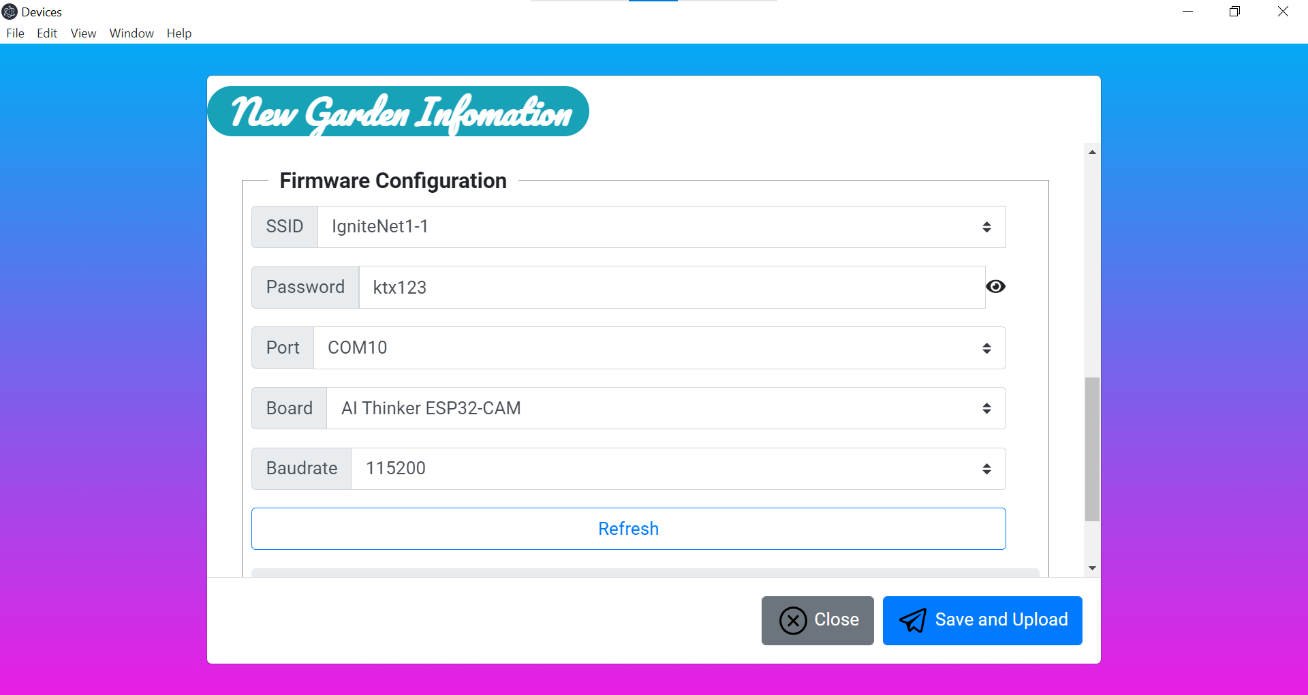 Devices
File Edit View Window Help
New Garden Infomation
Firmware Configuration
SSID IgniteNet1-1
Password ktx123
Port COM10
Board AI Thinker ESP32-CAM
Baudrate 115200
Refresh
Close Save and Upload